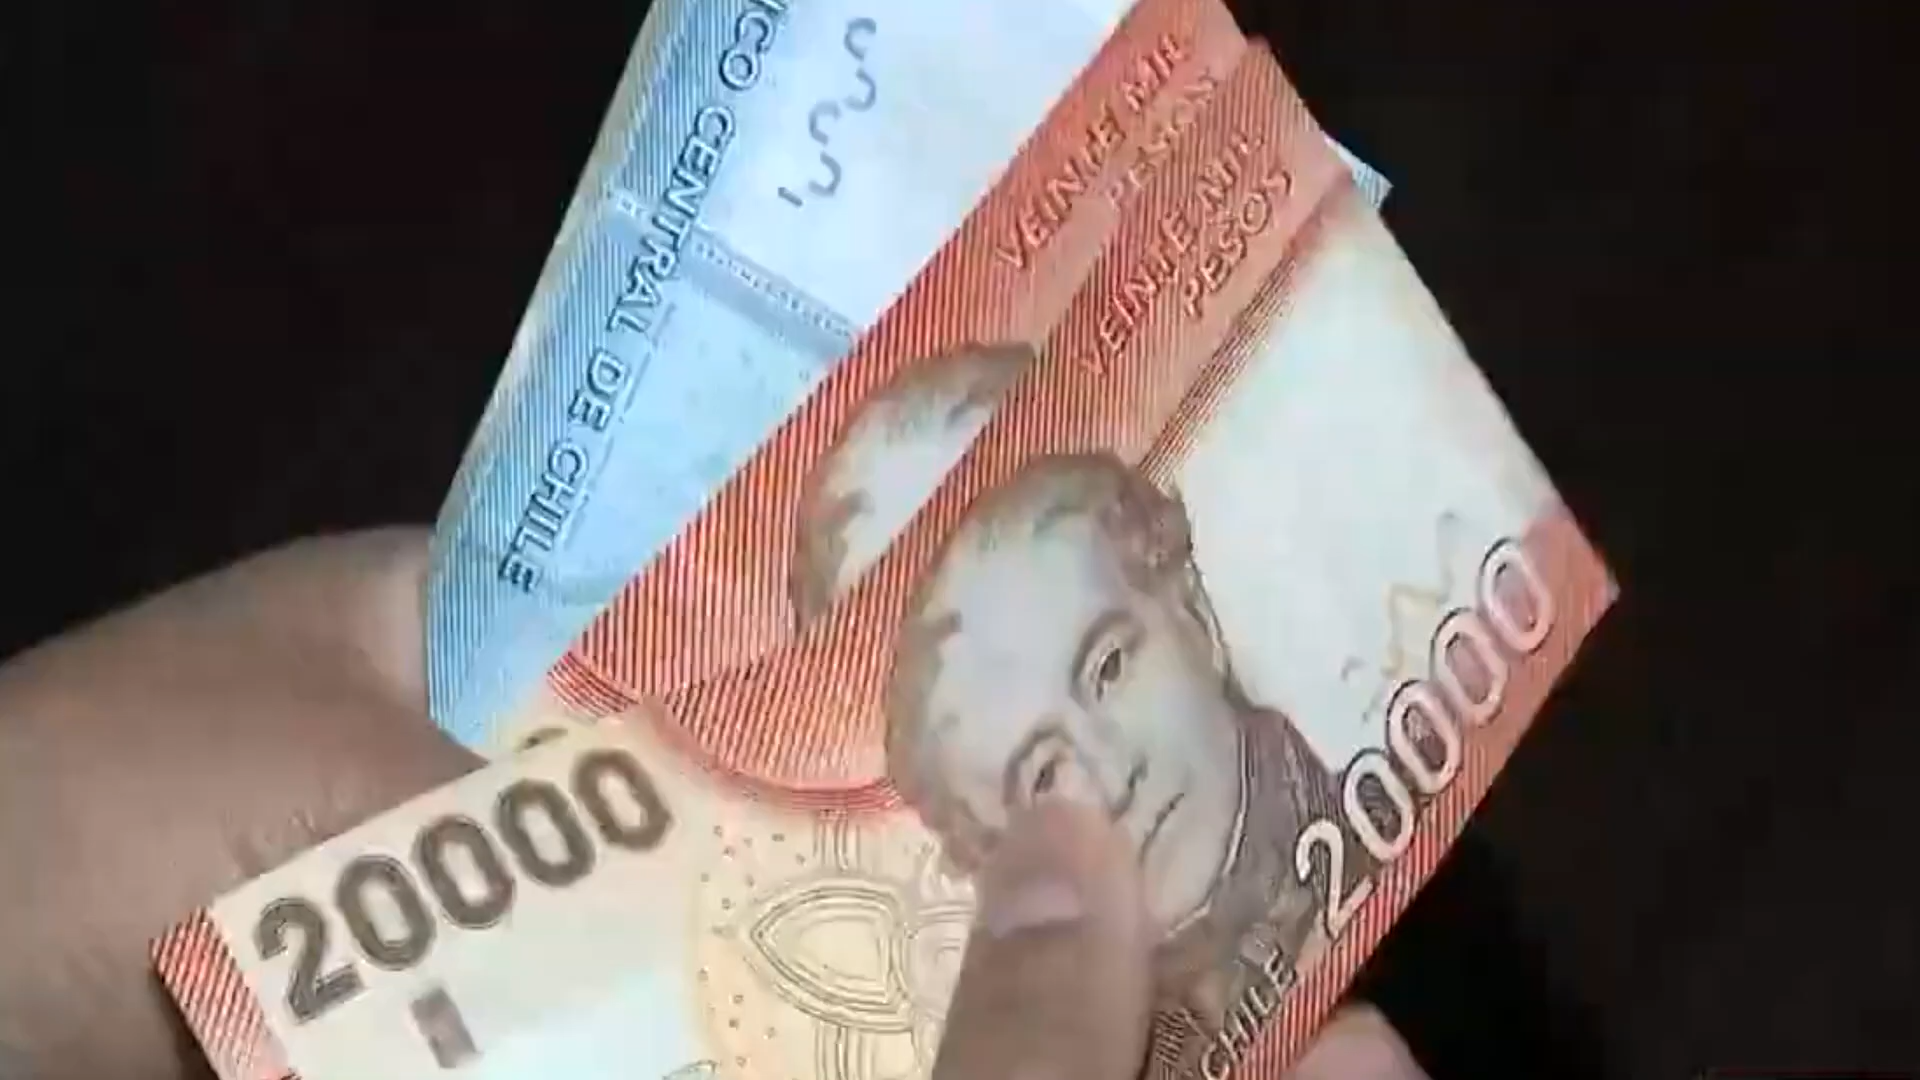 CO CENTRAL DE CHILE
VEINTE MIL
PESOS
VEINTE MIL
PESOS
20000
20000
CHILE